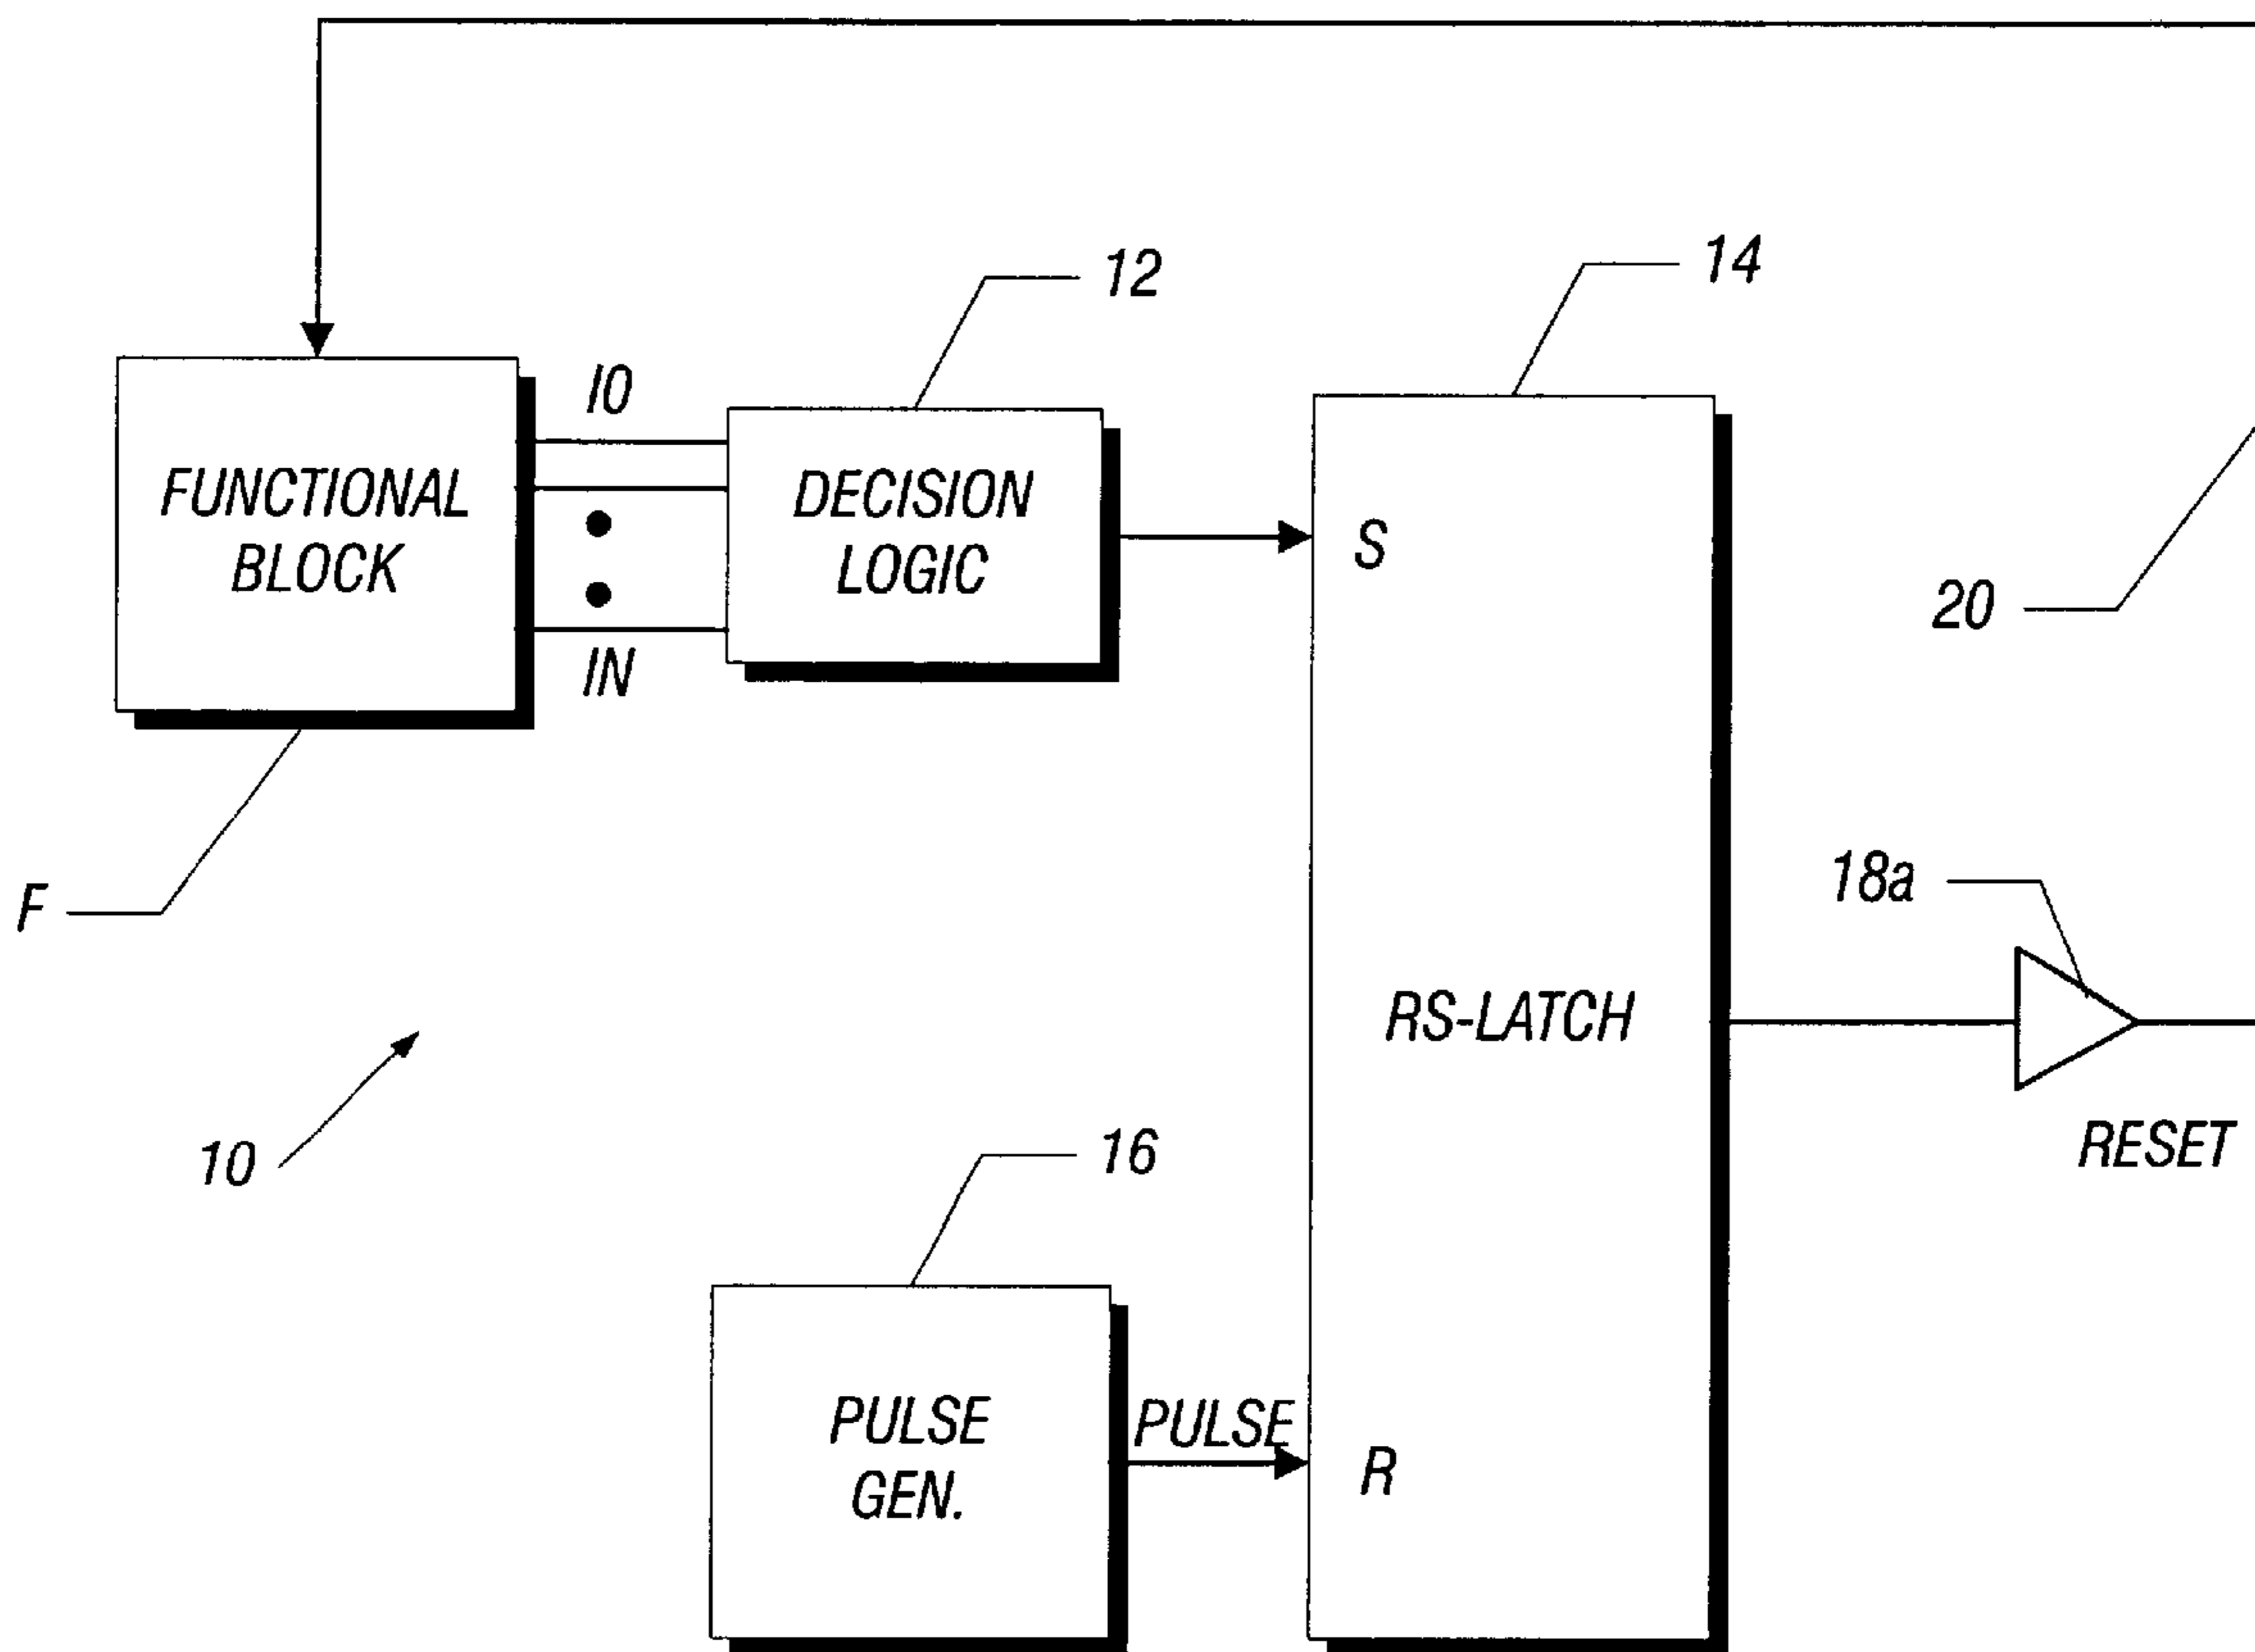 12
14
I0
FUNCTIONAL
BLOCK
DECISION
LOGIC
S
IN
20
F
18a
RS-LATCH
10
16
RESET
PULSE
GEN.
PULSE
R